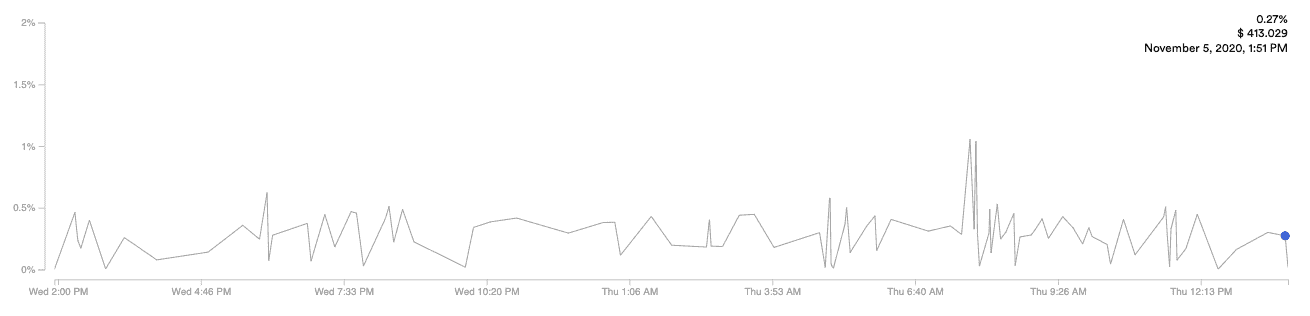 2%
0.27%
$ 413.029
November 5, 2020, 1:51 PM
1.5%
1%
0.5%
0%
Wed 2:00 PM
Wed 4:46 PM
Wed 7:33 PM
Wed 10:20 PM
Thu 1:06 AM
Thu 3:53 AM
Thu 6:40 AM
Thu 9:26 AM
Thu 12:13 PM